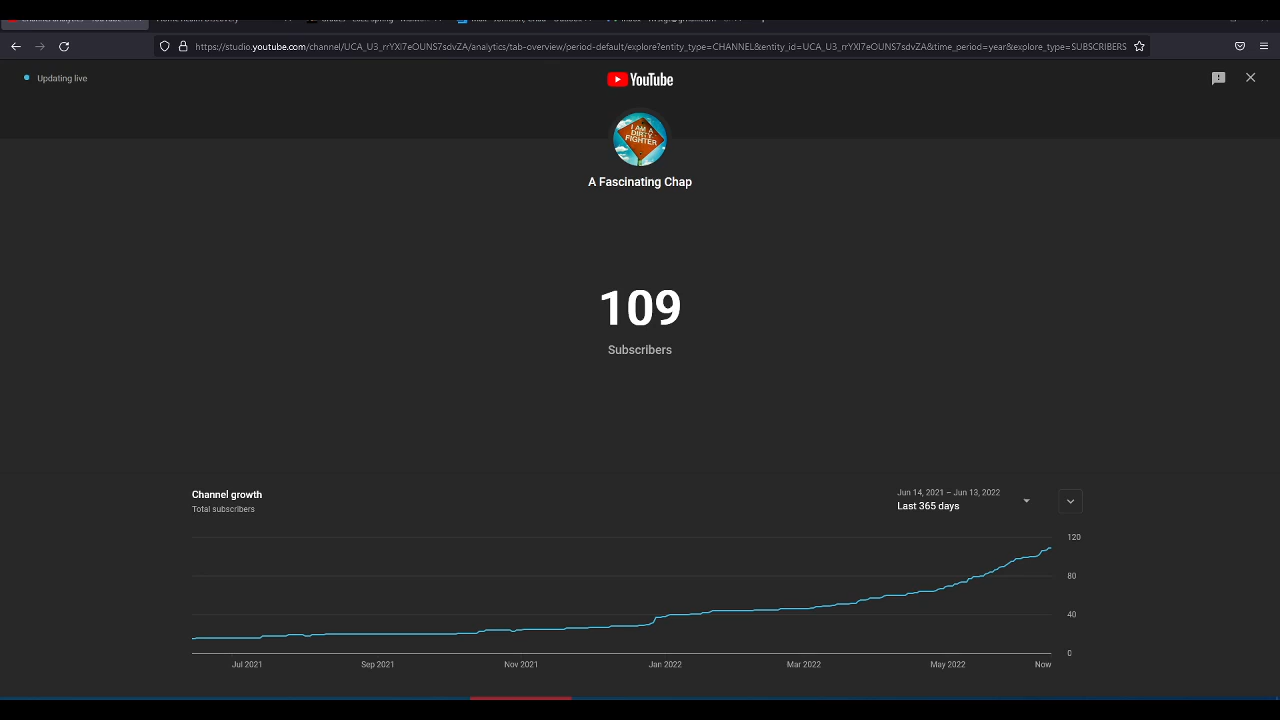 https://studio.youtube.com/channel/UCA_U3_rrYXl7eOUNS7sdvZA/analytics/tab-overview/period-default/explore?entity_type=CHANNEL&entity_id=UCA_U3_rrYXl7eOUNS7sdvZA&time_period=year&explore_type=SUBSCRIBERS
Updating live
YouTube
I AM A
DIRTY
FIGHTER
A Fascinating Chap
109
Subscribers
Channel growth
Total subscribers
Jun 14, 2021 – Jun 13, 2022
Last 365 days
120
80
40
0
Jul 2021
Sep 2021
Nov 2021
Jan 2022
Mar 2022
May 2022
Now